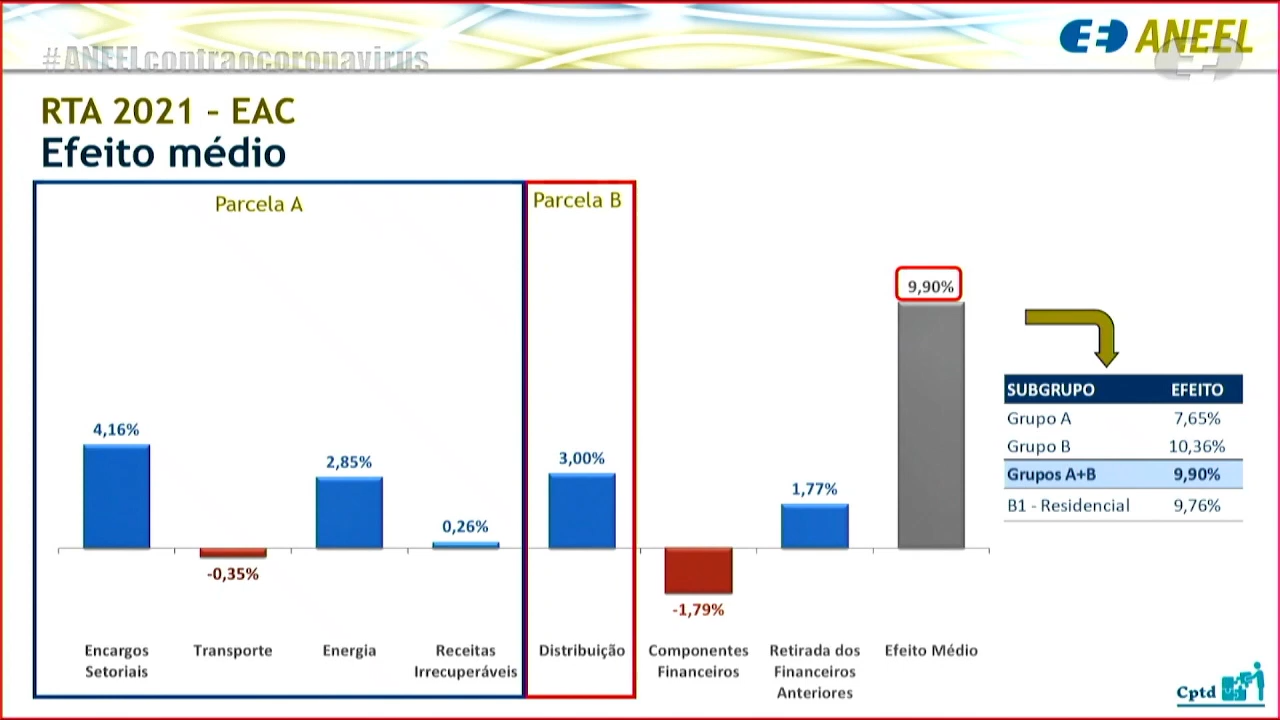 #ANEELcontraocoronavirus
ANEEL
RTA 2021 – EAC
Efeito médio
Parcela A
Parcela B
4,16%
-0,35%
2,85%
0,26%
3,00%
-1,79%
1,77%
9,90%
Encargos
Setoriais
Transporte
Energia
Receitas
Irrecuperáveis
Distribuição
Componentes
Financeiros
Retirada dos
Financeiros
Anteriores
Efeito Médio
SUBGRUPO EFEITO
Grupo A 7,65%
Grupo B 10,36%
Grupos A+B 9,90%
B1 - Residencial 9,76%
Cptd